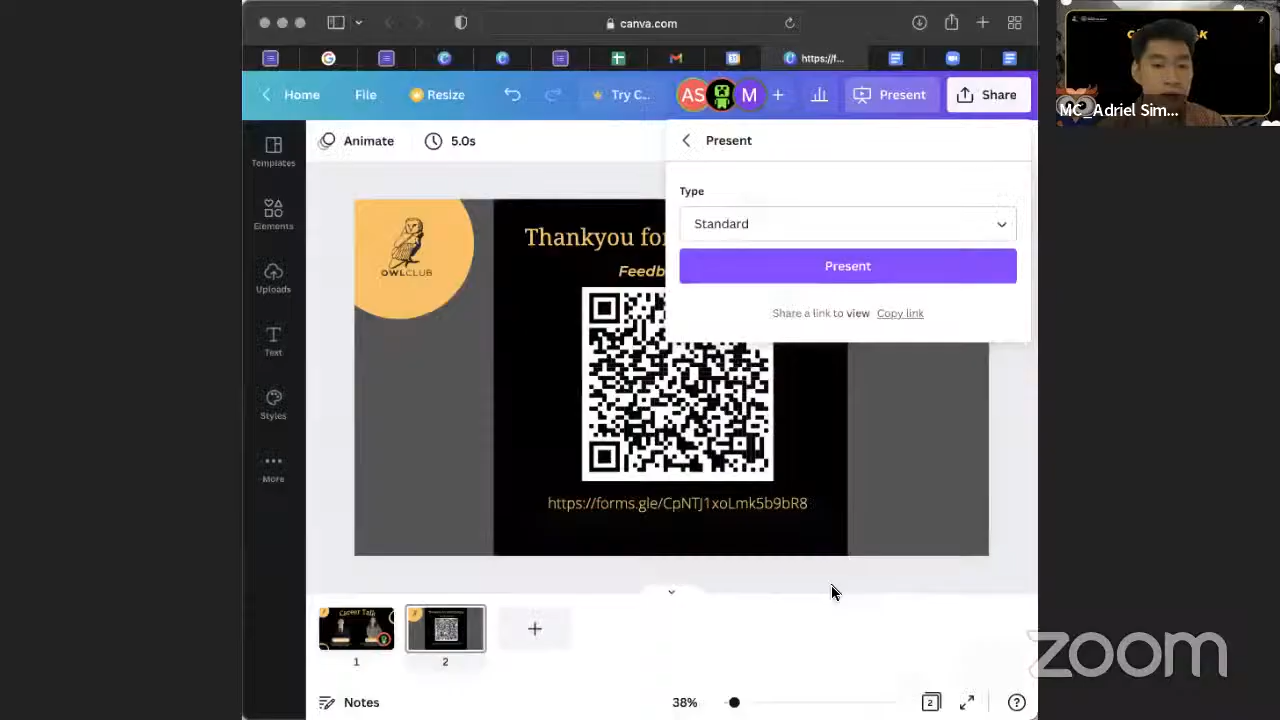 canva.com
https://f...
Home
File
Resize
Try C...
AS
M
Present
Share
Animate
5.0s
Present
Type
Standard
Present
Share a link to view Copy link
Templates
Elements
Uploads
Text
Styles
More
OWLCLUB
Thankyou for
Feedb
https://forms.gle/CpNTJ1xoLmk5b9bR8
Career Talk
1
2
Notes
38%
2
MC_Adriel Sim...
zoom